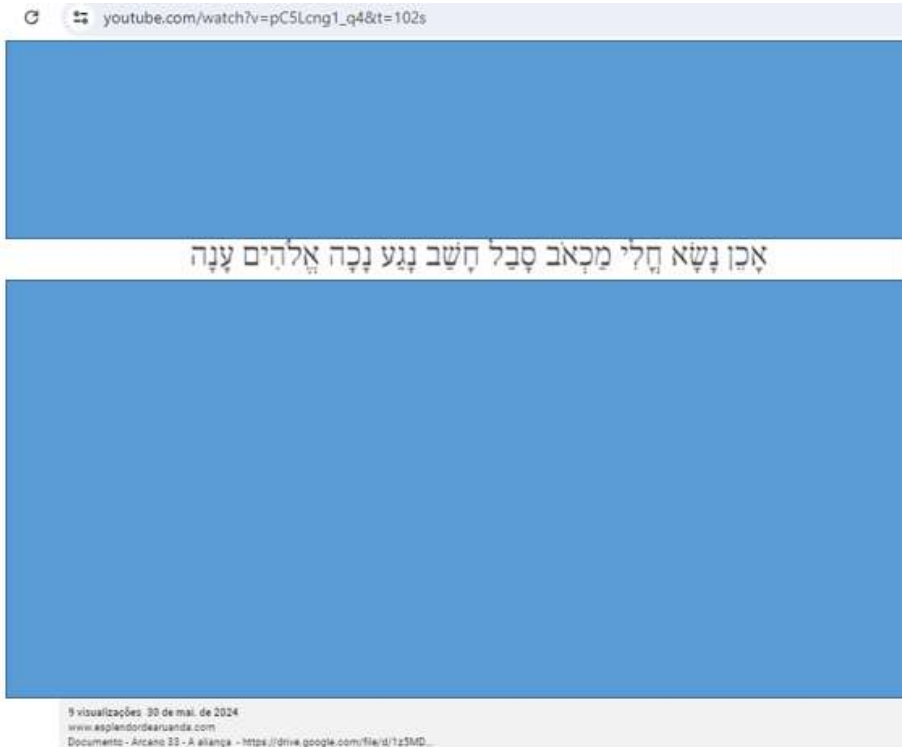 youtube.com/watch?v=pC5Lcng1_q4&t=102s
אָכֵן נָשָׂא חֳלִי מַכְאֹב סָבַל חָשַׁב נָגַע נָכָה אֱלֹהִים עָנָה
9 visualizações 30 de mai. de 2024
www.esplendordearuanda.com
Documento - Arcano 33 - A aliança - https://drive.google.com/file/d/1z5MD...